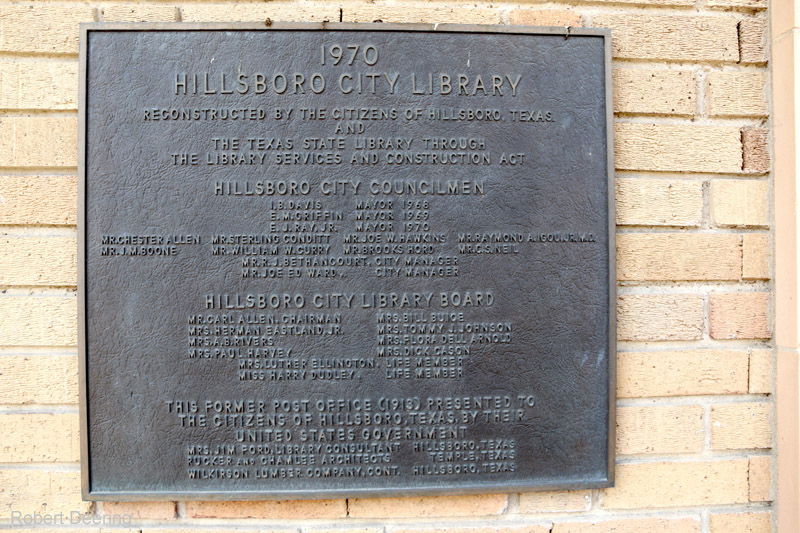 1970
HILLSBORO CITY LIBRARY
RECONSTRUCTED BY THE CITIZENS OF HILLSBORO, TEXAS.
AND
THE TEXAS STATE LIBRARY THROUGH
THE LIBRARY SERVICES AND CONSTRUCTION ACT
HILLSBORO CITY COUNCILMEN
I.B. DAVIS MAYOR 1968
E.M. GRIFFIN MAYOR 1969
E.J. RAY, JR. MAYOR 1970
MR. CHESTER ALLEN MR. STERLING CONDITT MR. JOE W. HAWKINS MR. RAYMOND A. JR. M.D.
MR. J.M. BOONE MR. WILLIAM W. CURRY MR. BROOKS HORD MR. C.S. NEIL
MR. R.J. BETHANCOURT, CITY MANAGER
MR. JOE ED WARD, CITY MANAGER
HILLSBORO CITY LIBRARY BOARD
MR. CARL ALLEN, CHAIRMAN MRS. BILL BUICE
MRS. HERMAN EASTLAND, JR. MRS. TOMMY J. JOHNSON
MRS. A.B. RIVERS MRS. FLORA DELL ARNOLD
MRS. PAUL HARVEY MRS. DICK CASON
MRS. LUTHER ELLINGTON, LIFE MEMBER
MISS HARRY DUDLEY, LIFE MEMBER
THIS FORMER POST OFFICE (1913) PRESENTED TO
THE CITIZENS OF HILLSBORO, TEXAS, BY THEIR
UNITED STATES GOVERNMENT
MRS. JIM FORD, LIBRARY CONSULTANT HILLSBORO, TEXAS
RUCKER AND CHAMLEE ARCHITECTS TEMPLE, TEXAS
WILKIRSON LUMBER COMPANY, CONT. HILLSBORO, TEXAS
Robert Deering